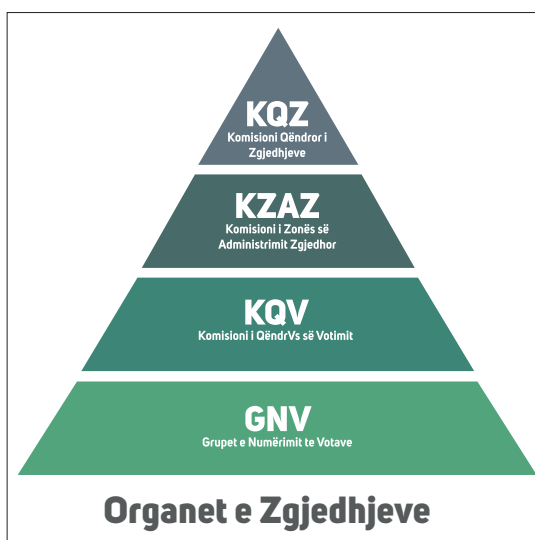 KQZ
Komisioni Qëndror i
Zgjedhjeve
KZAZ
Komisioni i Zonës së
Administrimit Zgjedhor
KQV
Komisioni i QëndrVs së Votimit
GNV
Grupet e Numërimit te Votave
Organet e Zgjedhjeve